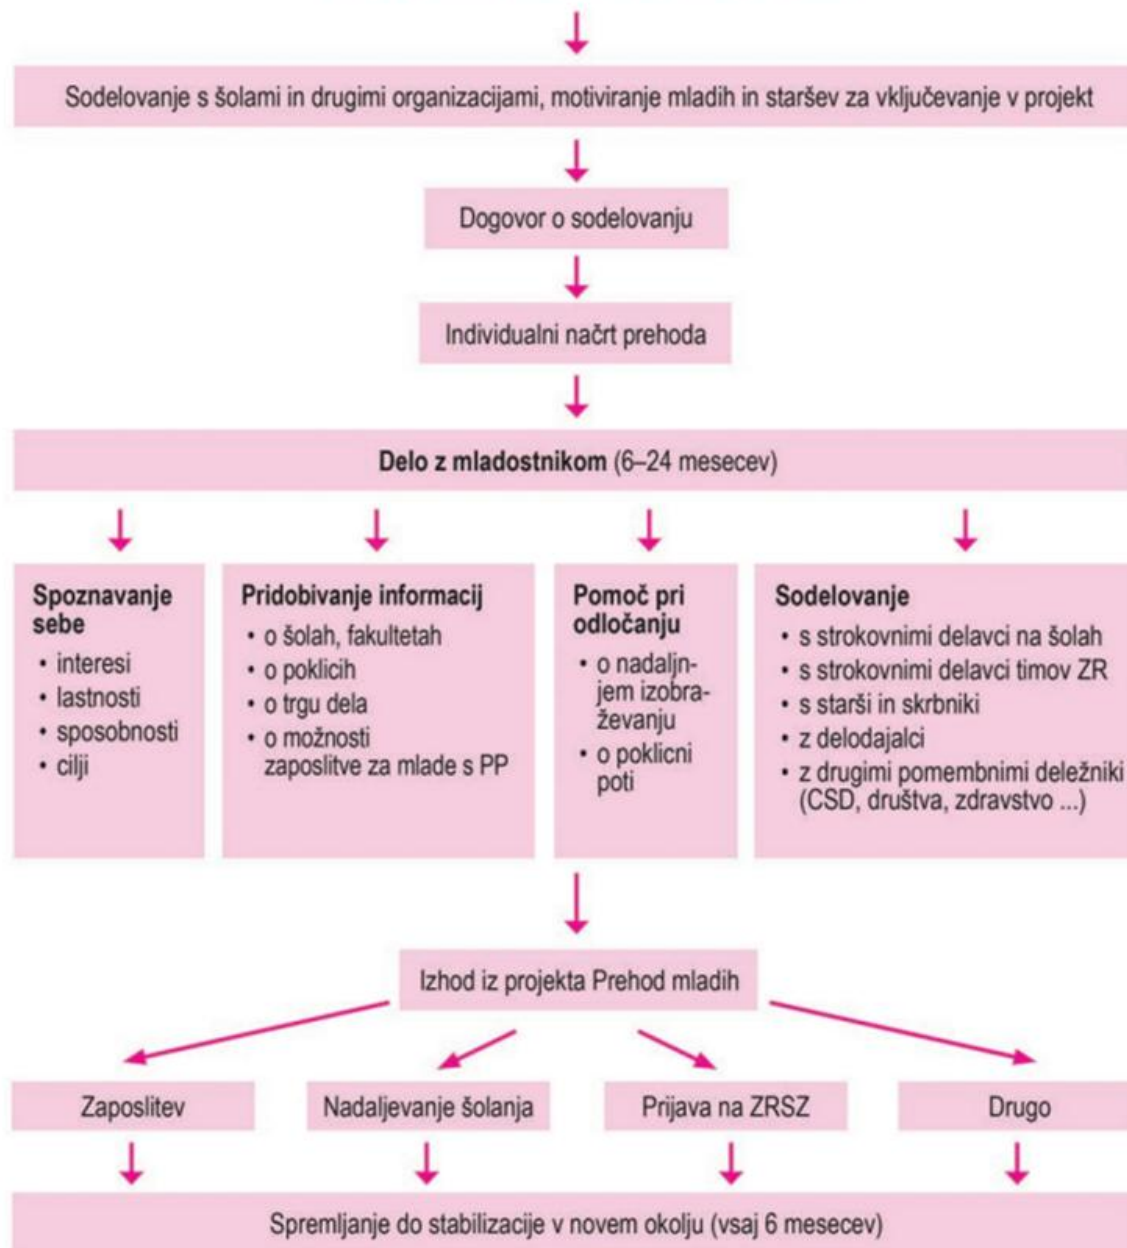 Sodelovanje s šolami in drugimi organizacijami, motiviranje mladih in staršev za vključevanje v projekt
Dogovor o sodelovanju
Individualni načrt prehoda
Delo z mladostnikom (6–24 mesecev)
Spoznavanje
sebe
• interesi
• lastnosti
• sposobnosti
• cilji
Pridobivanje informacij
• o šolah, fakultetah
• o poklicih
• o trgu dela
• o možnosti
zaposlitve za mlade s PP
Pomoč pri
odločanju
• o nadaljn-
jem izobra-
ževanju
• o poklicni
poti
Sodelovanje
• s strokovnimi delavci na šolah
• s strokovnimi delavci timov ZR
• s starši in skrbniki
• z delodajalci
• z drugimi pomembnimi deležniki
(CSD, društva, zdravstvo ...)
Izhod iz projekta Prehod mladih
Zaposlitev
Nadaljevanje šolanja
Prijava na ZRSZ
Drugo
Spremljanje do stabilizacije v novem okolju (vsaj 6 mesecev)